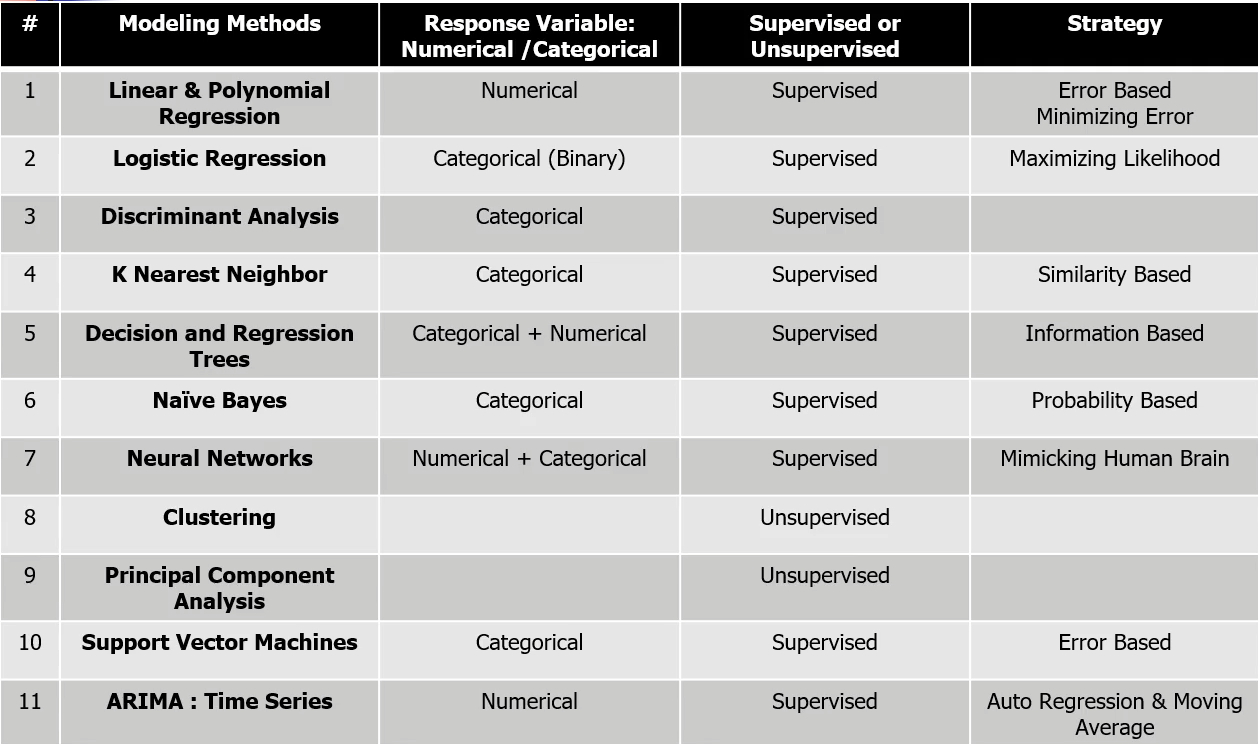 # Modeling Methods Response Variable: Numerical /Categorical Supervised or Unsupervised Strategy
1 Linear & Polynomial Regression Numerical Supervised Error Based Minimizing Error
2 Logistic Regression Categorical (Binary) Supervised Maximizing Likelihood
3 Discriminant Analysis Categorical Supervised
4 K Nearest Neighbor Categorical Supervised Similarity Based
5 Decision and Regression Trees Categorical + Numerical Supervised Information Based
6 Naïve Bayes Categorical Supervised Probability Based
7 Neural Networks Numerical + Categorical Supervised Mimicking Human Brain
8 Clustering Unsupervised
9 Principal Component Analysis Unsupervised
10 Support Vector Machines Categorical Supervised Error Based
11 ARIMA : Time Series Numerical Supervised Auto Regression & Moving Average